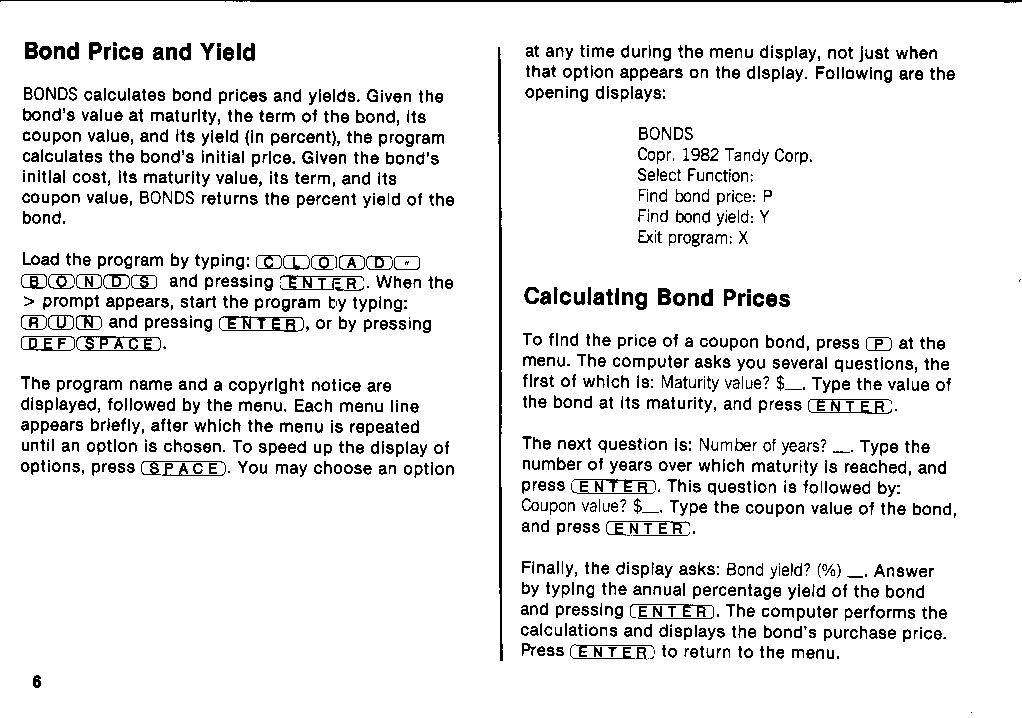 Bond Price and Yield
BONDS calculates bond prices and yields. Given the
bond's value at maturity, the term of the bond, its
coupon value, and its yield (in percent), the program
calculates the bond's initial price. Given the bond's
initial cost, its maturity value, its term, and its
coupon value, BONDS returns the percent yield of the
bond.
Load the program by typing: C L O A D "
B O N D S and pressing ENTER. When the
> prompt appears, start the program by typing:
R U N and pressing ENTER, or by pressing
DEF SPACE.
The program name and a copyright notice are
displayed, followed by the menu. Each menu line
appears briefly, after which the menu is repeated
until an option is chosen. To speed up the display of
options, press SPACE. You may choose an option
6
at any time during the menu display, not just when
that option appears on the display. Following are the
opening displays:
BONDS
Copr. 1982 Tandy Corp.
Select Function:
Find bond price: P
Find bond yield: Y
Exit program: X
Calculating Bond Prices
To find the price of a coupon bond, press P at the
menu. The computer asks you several questions, the
first of which is: Maturity value? $_. Type the value of
the bond at its maturity, and press ENTER.
The next question is: Number of years? _. Type the
number of years over which maturity is reached, and
press ENTER. This question is followed by:
Coupon value? $_. Type the coupon value of the bond,
and press ENTER.
Finally, the display asks: Bond yield? (%) _. Answer
by typing the annual percentage yield of the bond
and pressing ENTER. The computer performs the
calculations and displays the bond's purchase price.
Press ENTER to return to the menu.